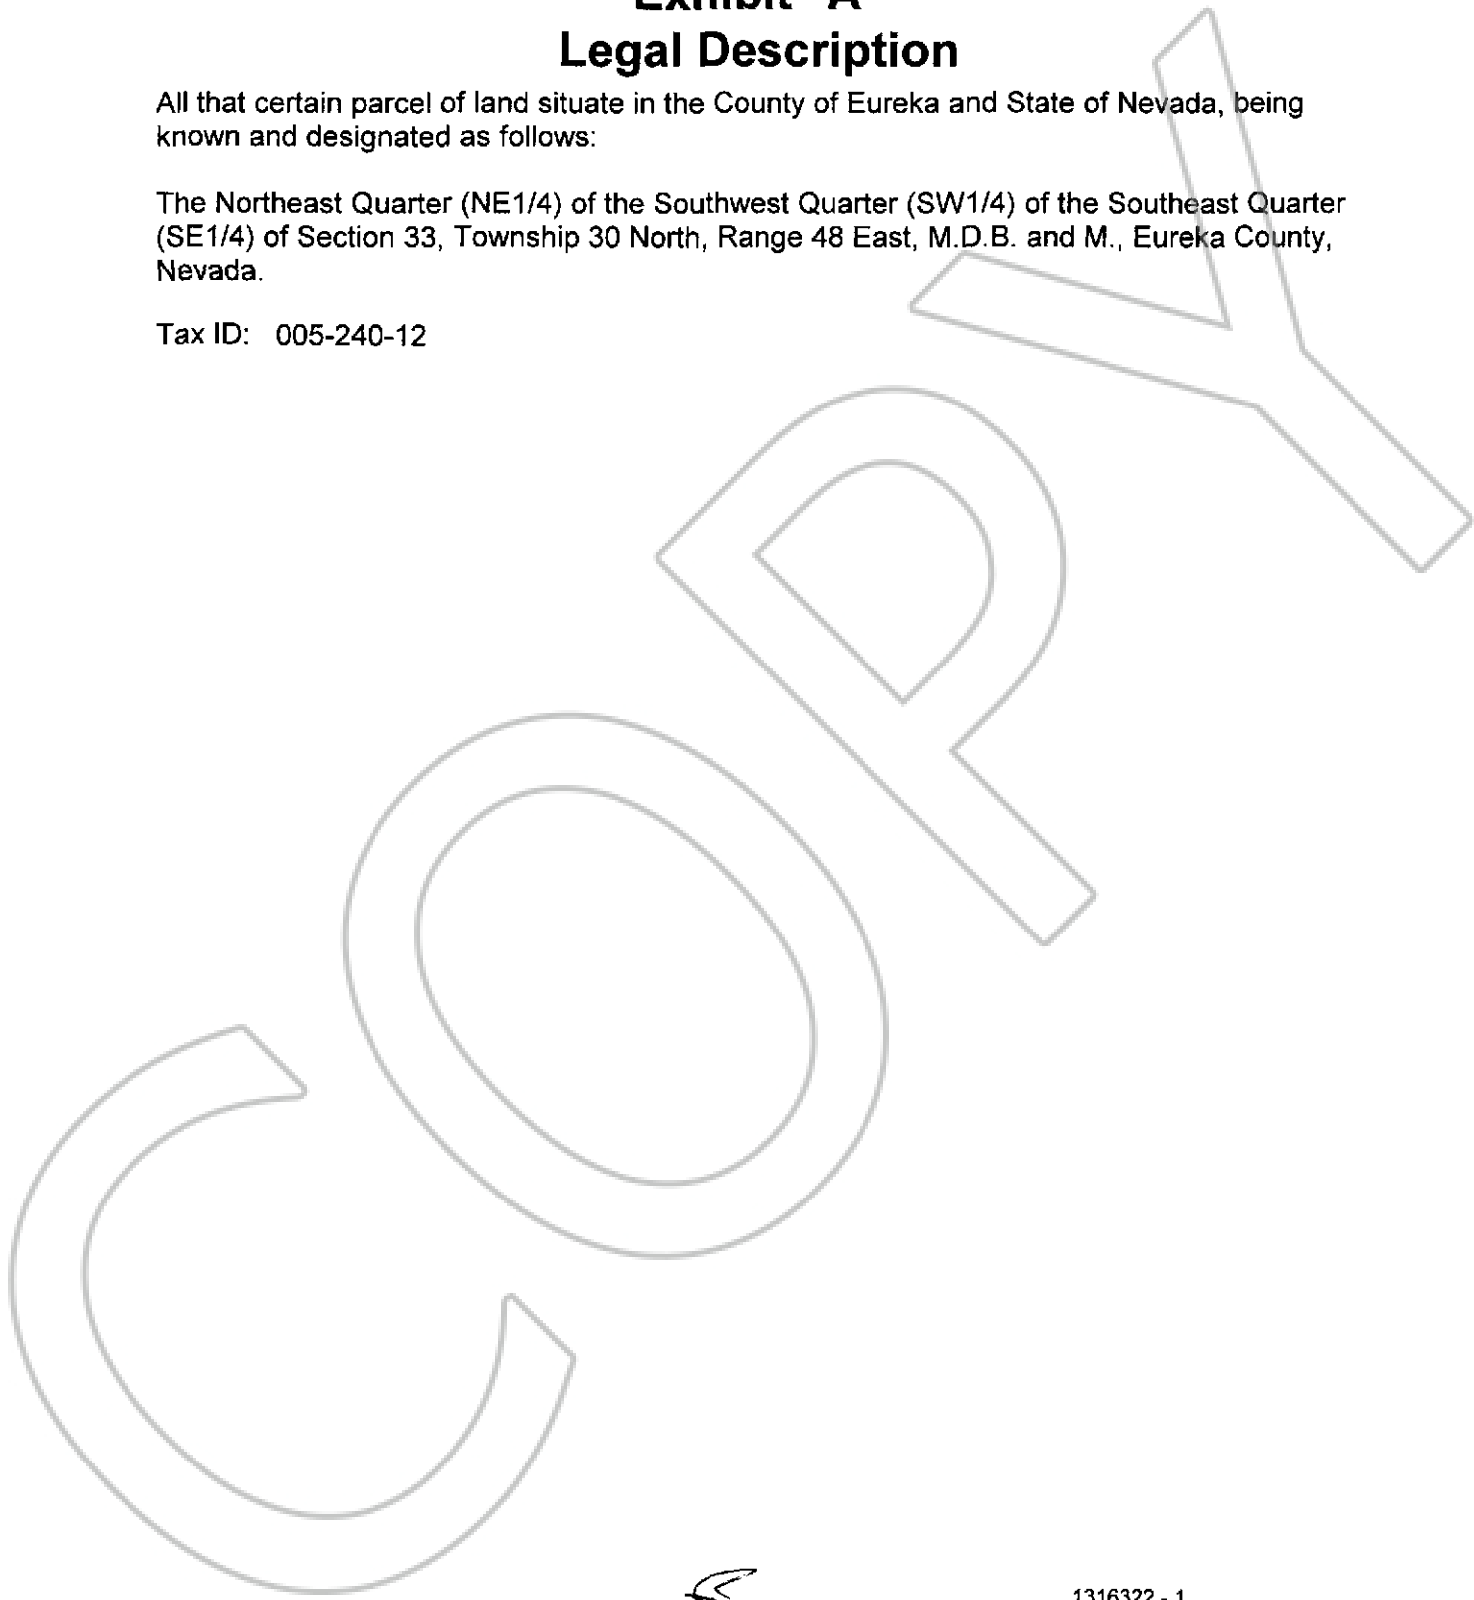 Exhibit "A"
Legal Description
All that certain parcel of land situate in the County of Eureka and State of Nevada, being
known and designated as follows:
The Northeast Quarter (NE1/4) of the Southwest Quarter (SW1/4) of the Southeast Quarter
(SE1/4) of Section 33, Township 30 North, Range 48 East, M.D.B. and M., Eureka County,
Nevada.
Tax ID: 005-240-12
COPY
1316322 - 1